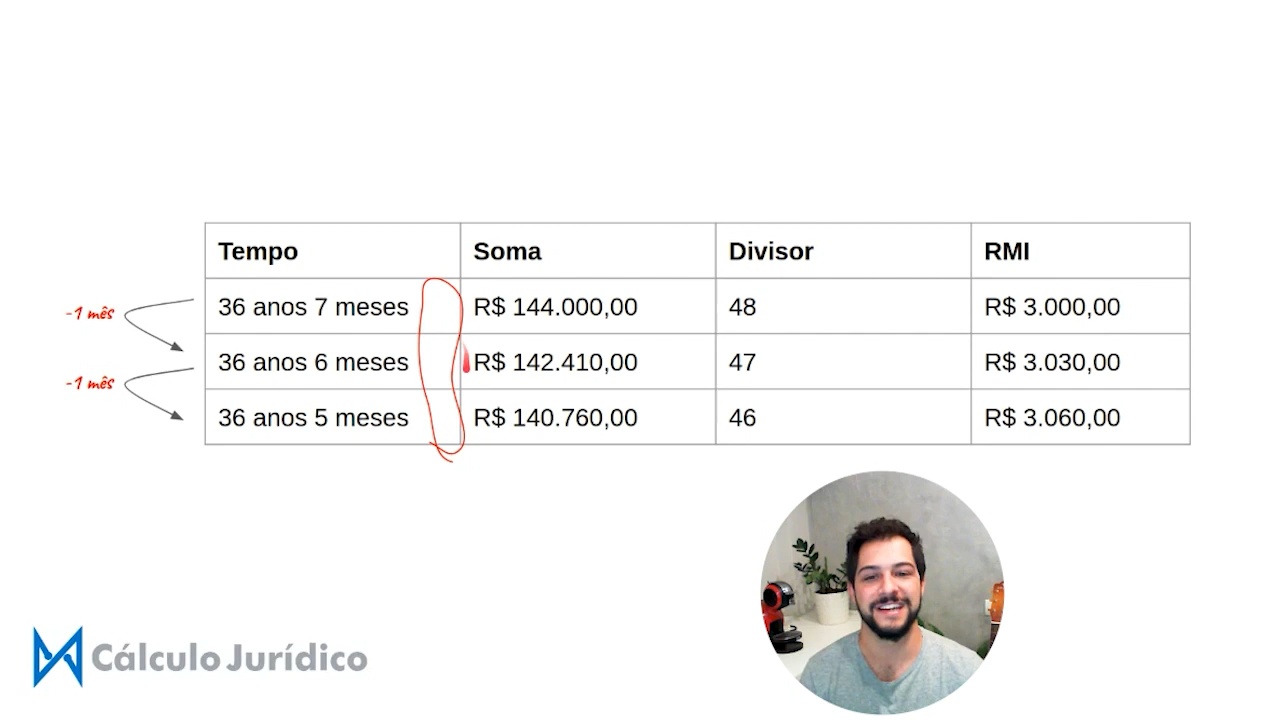 Tempo Soma Divisor RMI
36 anos 7 meses R$ 144.000,00 48 R$ 3.000,00
-1 mês
36 anos 6 meses R$ 142.410,00 47 R$ 3.030,00
-1 mês
36 anos 5 meses R$ 140.760,00 46 R$ 3.060,00
Cálculo Jurídico